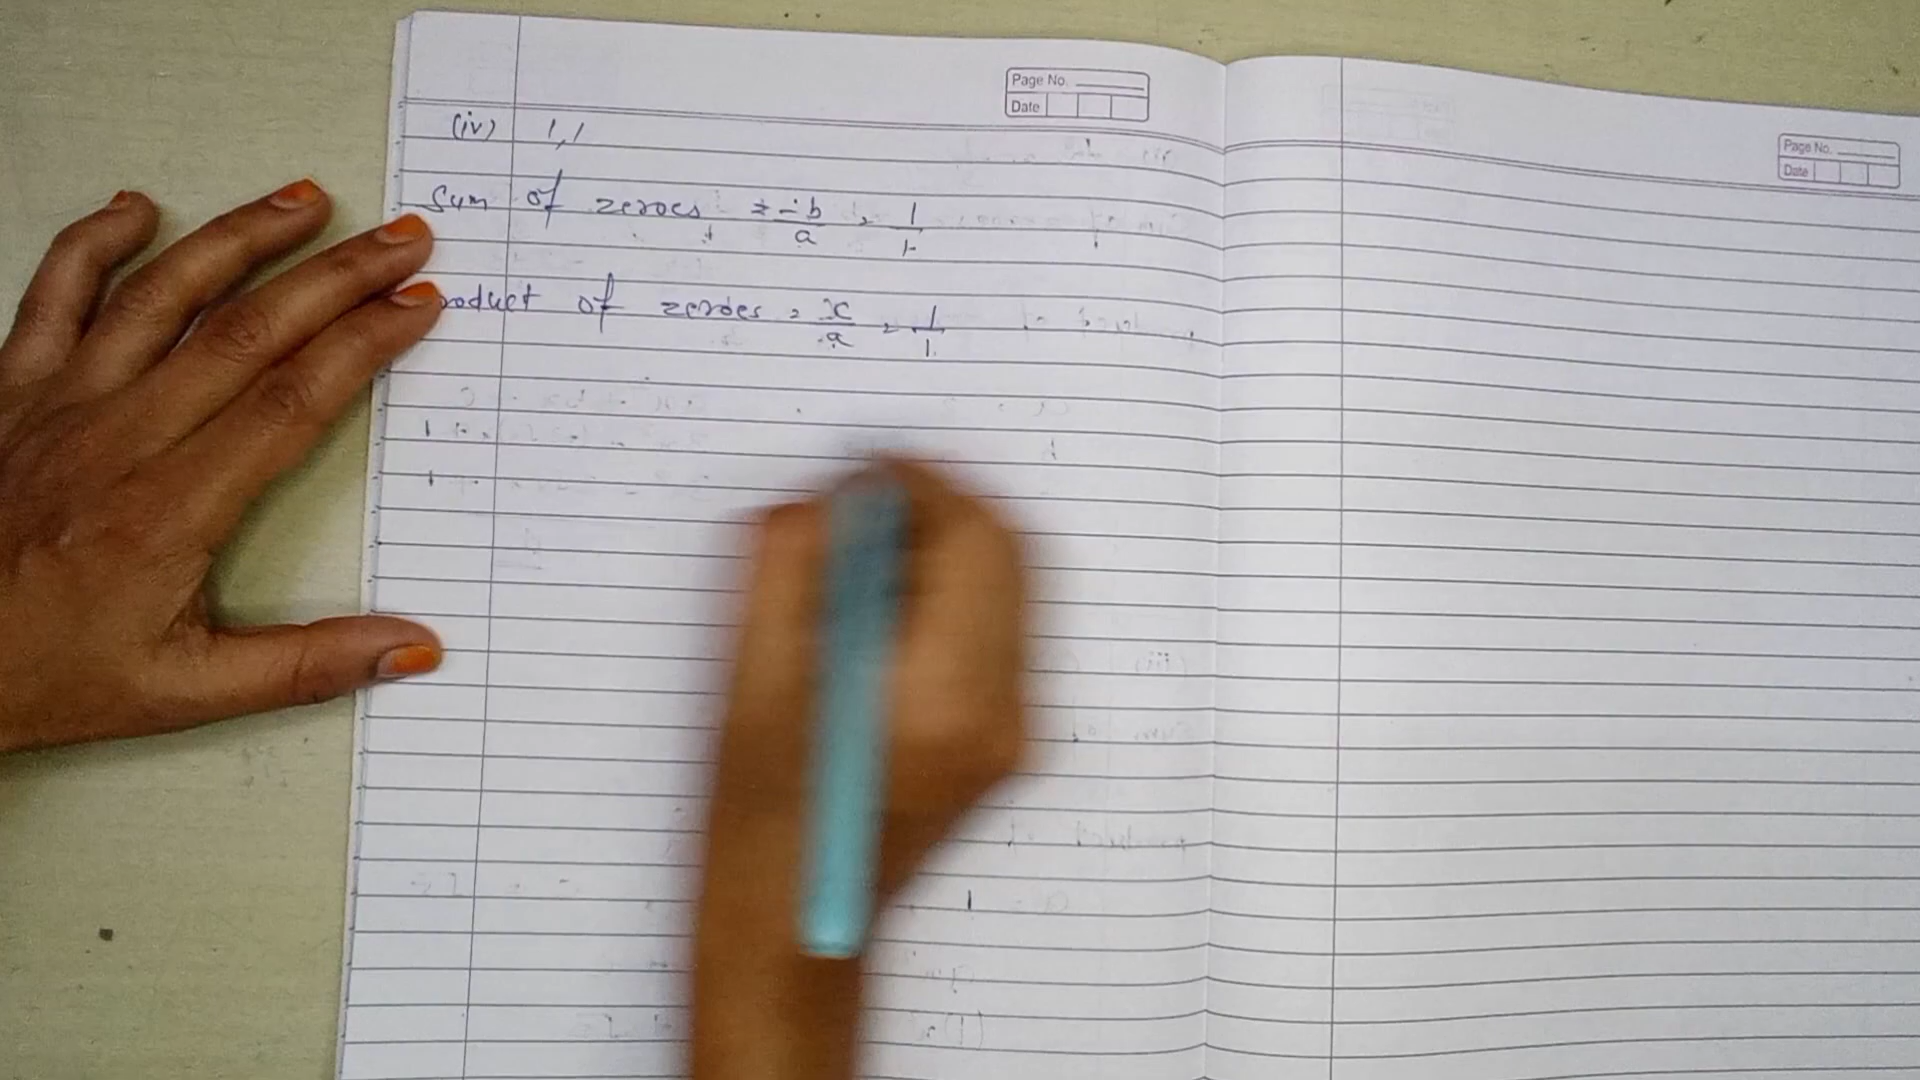 Page No.
Date
(iv) 1, 1
Sum of zeroes = -b/a = 1/1
roduct of zeroes = c/a = 1/1
Page No.
Date